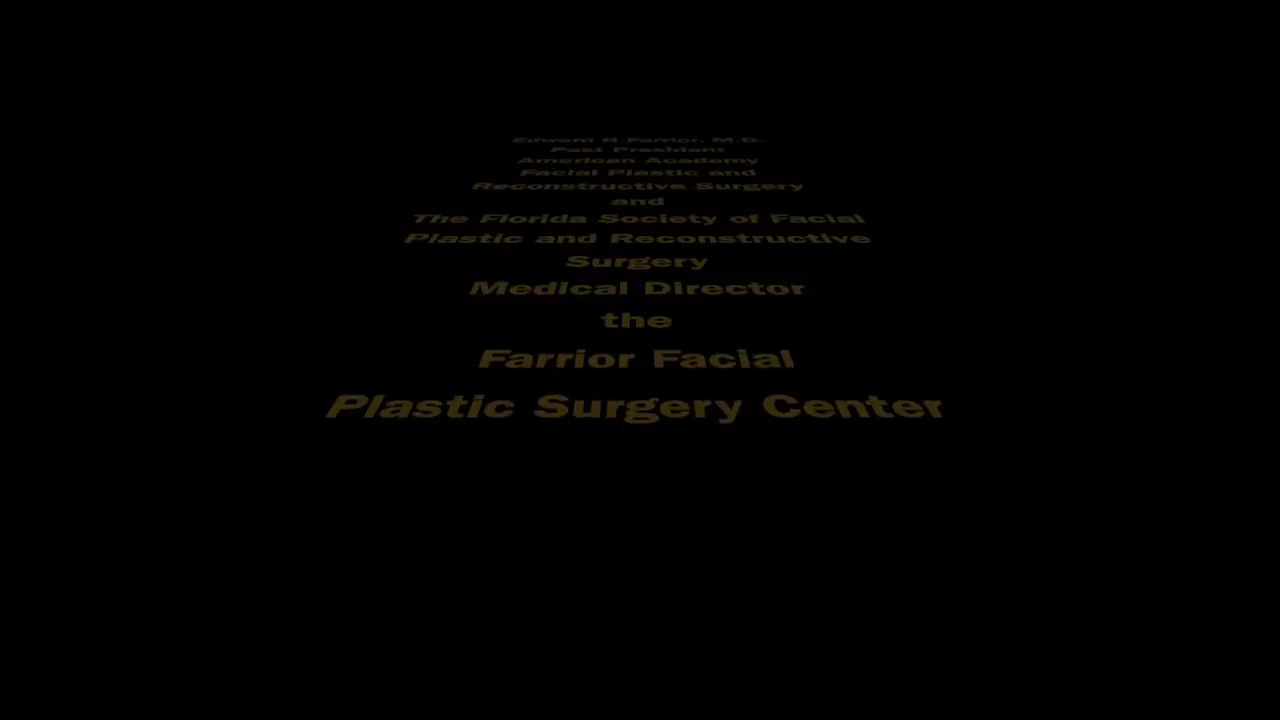 Edward H.Farrior, M.D.
Past President
American Academy
Facial Plastic and
Reconstructive Surgery
and
The Florida Society of Facial
Plastic and Reconstructive
Surgery
Medical Director
the
Farrior Facial
Plastic Surgery Center